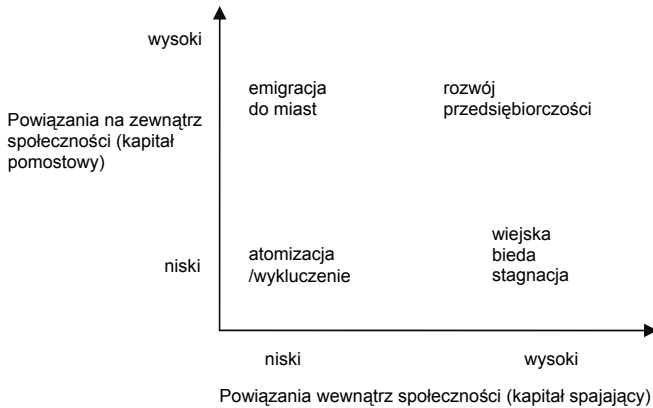 wysoki
emigracja
do miast
rozwój
przedsiębiorczości
Powiązania na zewnątrz
społeczności (kapitał
pomostowy)
niski
atomizacja
/wykluczenie
wiejska
bieda
stagnacja
niski
wysoki
Powiązania wewnątrz społeczności (kapitał spajający)